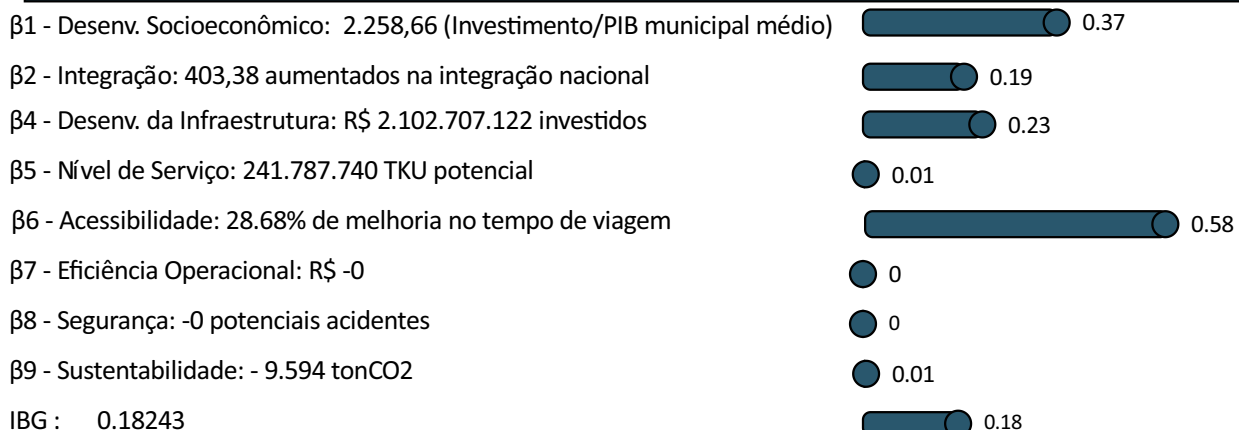 β1 - Desenv. Socioeconômico: 2.258,66 (Investimento/PIB municipal médio) 0.37
β2 - Integração: 403,38 aumentados na integração nacional 0.19
β4 - Desenv. da Infraestrutura: R$ 2.102.707.122 investidos 0.23
β5 - Nível de Serviço: 241.787.740 TKU potencial 0.01
β6 - Acessibilidade: 28.68% de melhoria no tempo de viagem 0.58
β7 - Eficiência Operacional: R$ -0 0
β8 - Segurança: -0 potenciais acidentes 0
β9 - Sustentabilidade: - 9.594 tonCO2 0.01
IBG : 0.18243 0.18